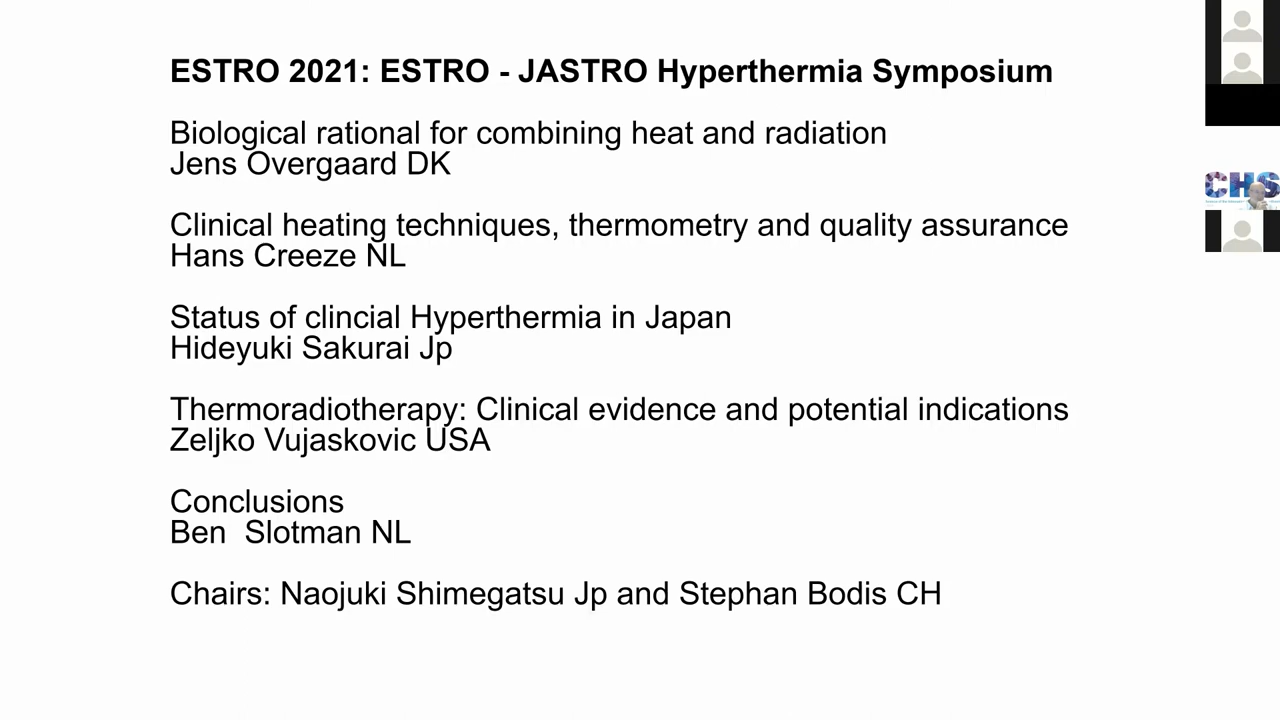 ESTRO 2021: ESTRO - JASTRO Hyperthermia Symposium
Biological rational for combining heat and radiation
Jens Overgaard DK
Clinical heating techniques, thermometry and quality assurance
Hans Creeze NL
Status of clincial Hyperthermia in Japan
Hideyuki Sakurai Jp
Thermoradiotherapy: Clinical evidence and potential indications
Zeljko Vujaskovic USA
Conclusions
Ben  Slotman NL
Chairs: Naojuki Shimegatsu Jp and Stephan Bodis CH
CHS